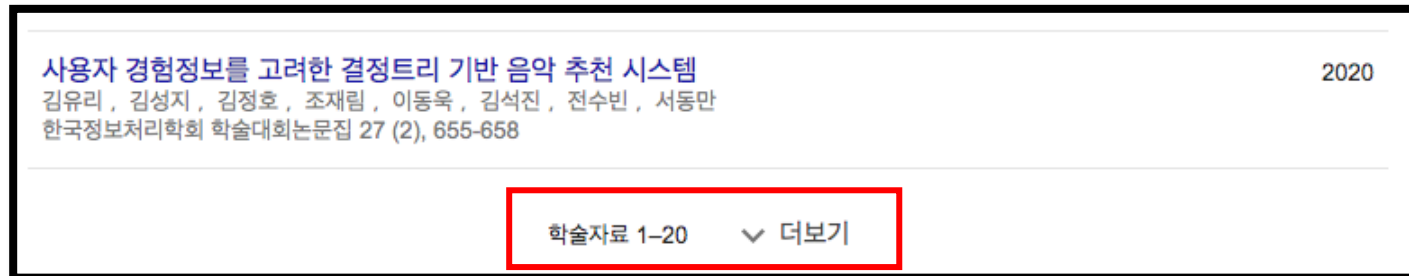 사용자 경험정보를 고려한 결정트리 기반 음악 추천 시스템 2020
김유리 , 김성지 , 김정호 , 조재림 , 이동욱 , 김석진 , 전수빈 , 서동만
한국정보처리학회 학술대회논문집 27 (2), 655-658
학술자료 1–20 더보기